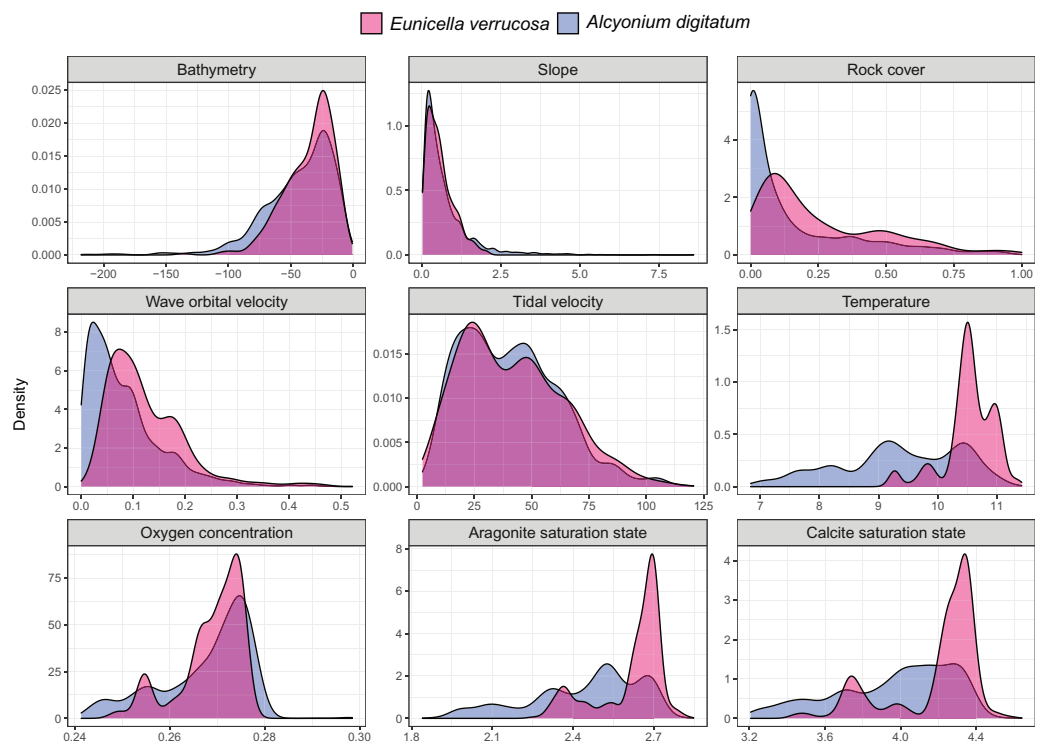 Eunicella verrucosa Alcyonium digitatum
Bathymetry Slope Rock cover
0.025
0.020
0.015
0.010
0.005
0.000
−200 −150 −100 −50 0
1.0
0.5
0.0
0.0 2.5 5.0 7.5
4
2
0
0.00 0.25 0.50 0.75 1.00
Density
Wave orbital velocity Tidal velocity Temperature
8
6
4
2
0
0.0 0.1 0.2 0.3 0.4 0.5
0.015
0.010
0.005
0.000
0 25 50 75 100 125
1.5
1.0
0.5
0.0
7 8 9 10 11
Oxygen concentration Aragonite saturation state Calcite saturation state
75
50
25
0
0.24 0.26 0.28 0.30
8
6
4
2
0
1.8 2.1 2.4 2.7
4
3
2
1
0
3.2 3.6 4.0 4.4